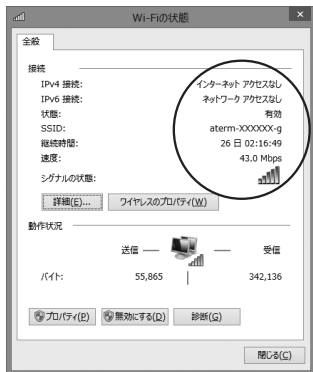 Wi-Fiの状態
全般
接続
IPv4 接続: インターネット アクセスなし
IPv6 接続: ネットワーク アクセスなし
状態: 有効
SSID: aterm-XXXXXX-g
継続時間: 26 日 02:16:49
速度: 43.0 Mbps
シグナルの状態:
詳細(E)... ワイヤレスのプロパティ(W)
動作状況
送信 — — 受信
バイト: 55,865 342,136
プロパティ(P) 無効にする(D) 診断(G)
閉じる(C)